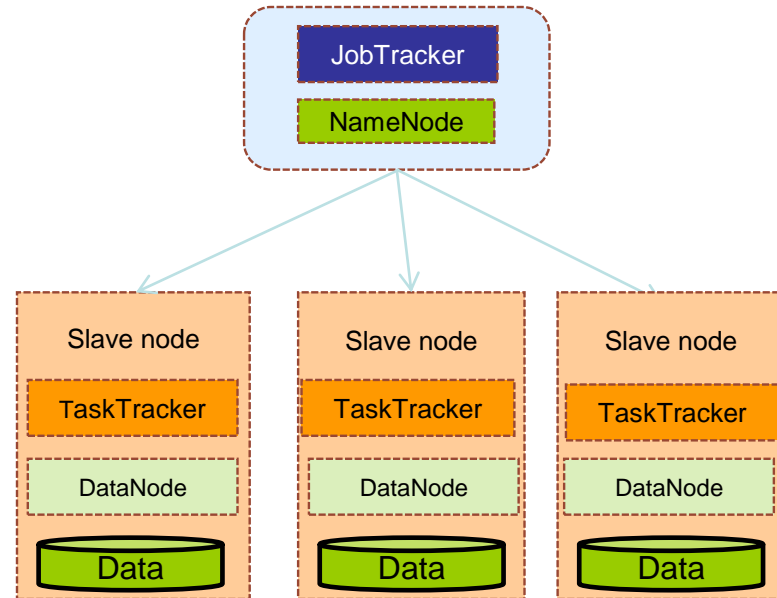 JobTracker
NameNode
Slave node
TaskTracker
DataNode
Data
Slave node
TaskTracker
DataNode
Data
Slave node
TaskTracker
DataNode
Data